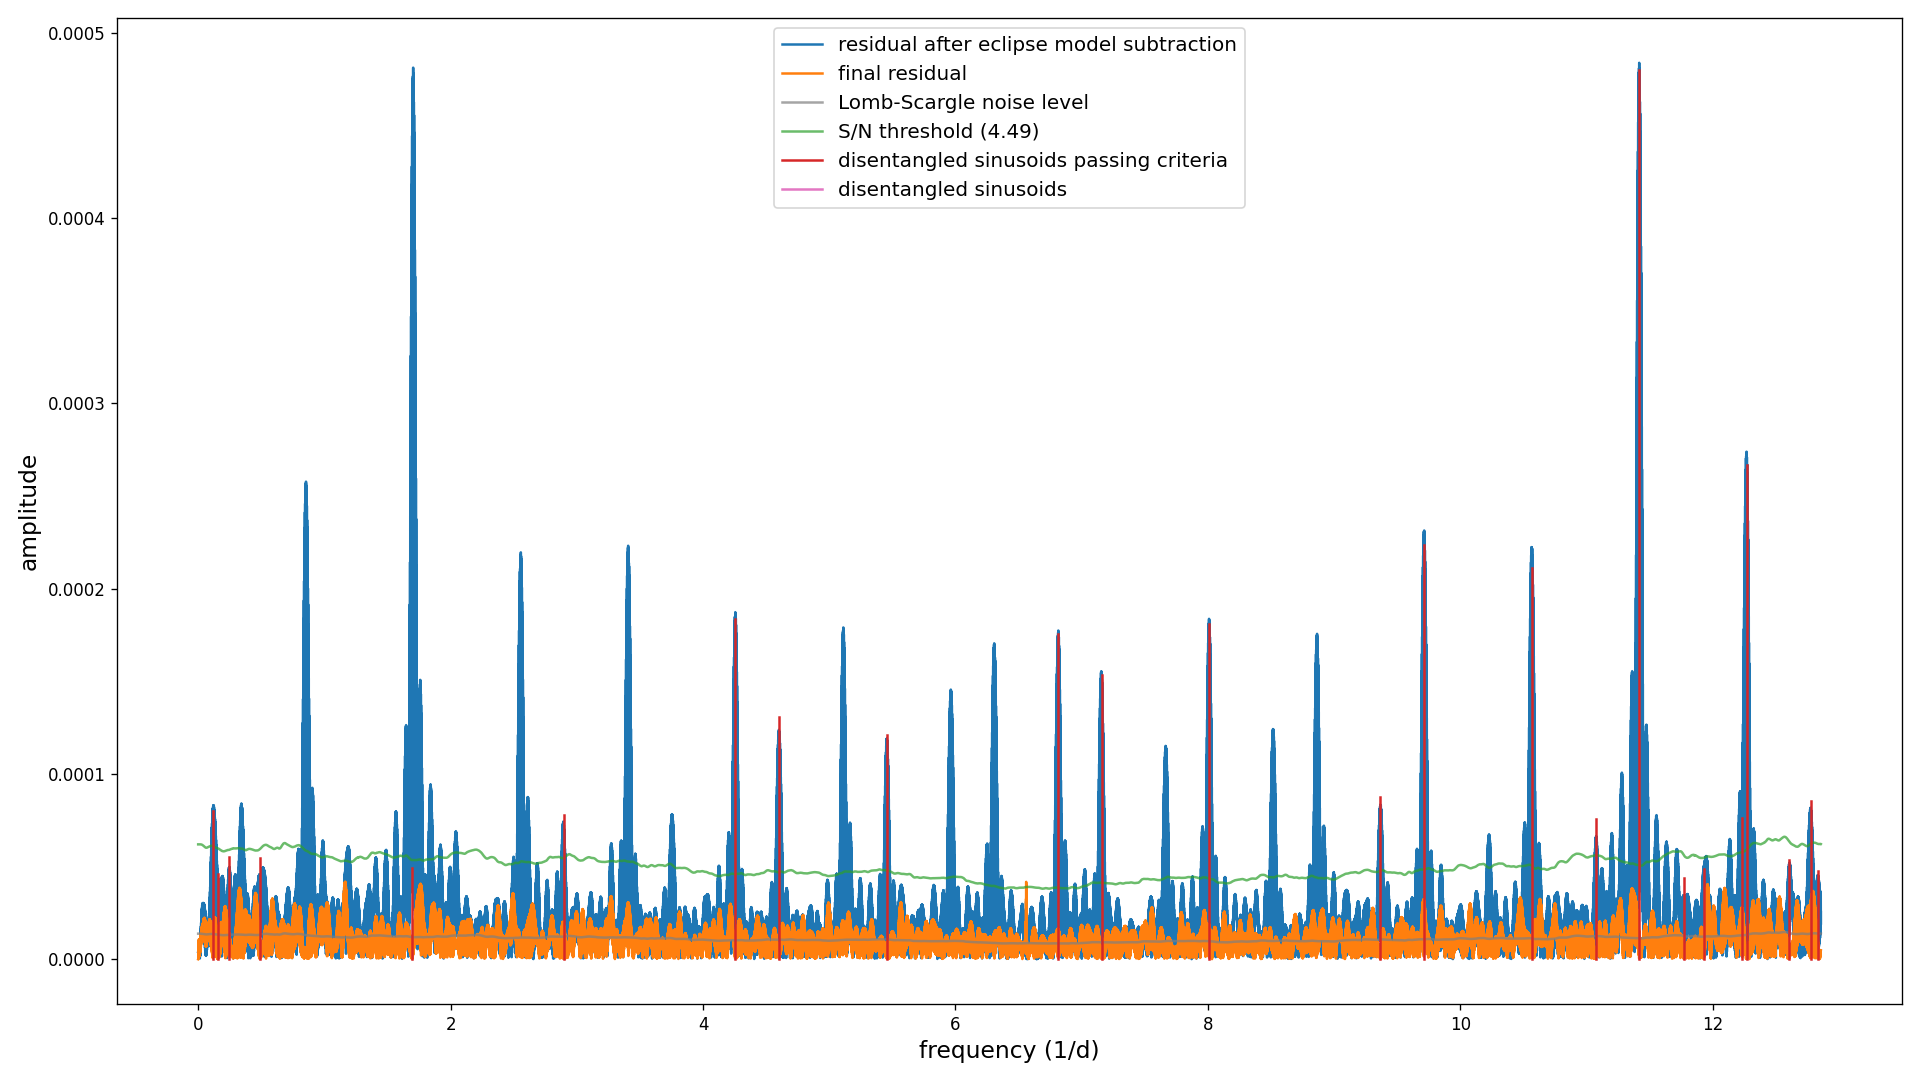 0.0005
0.0004
0.0003
0.0002
0.0001
0.0000
amplitude
residual after eclipse model subtraction
final residual
Lomb-Scargle noise level
S/N threshold (4.49)
disentangled sinusoids passing criteria
disentangled sinusoids
0 2 4 6 8 10 12
frequency (1/d)